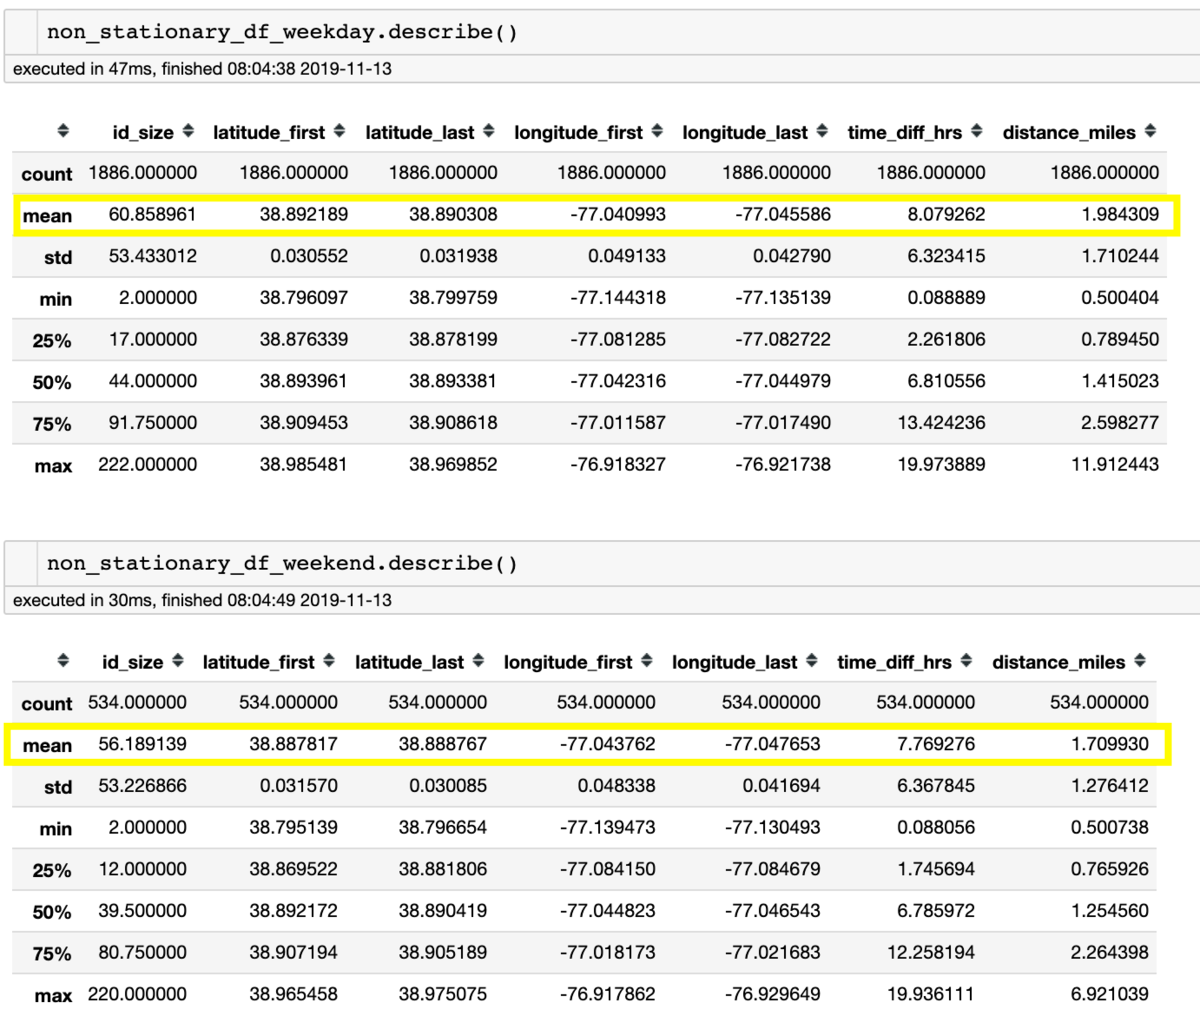 non_stationary_df_weekday.describe()
executed in 47ms, finished 08:04:38 2019-11-13
id_size latitude_first latitude_last longitude_first longitude_last time_diff_hrs distance_miles
count 1886.000000 1886.000000 1886.000000 1886.000000 1886.000000 1886.000000 1886.000000
mean 60.858961 38.892189 38.890308 -77.040993 -77.045586 8.079262 1.984309
std 53.433012 0.030552 0.031938 0.049133 0.042790 6.323415 1.710244
min 2.000000 38.796097 38.799759 -77.144318 -77.135139 0.088889 0.500404
25% 17.000000 38.876339 38.878199 -77.081285 -77.082722 2.261806 0.789450
50% 44.000000 38.893961 38.893381 -77.042316 -77.044979 6.810556 1.415023
75% 91.750000 38.909453 38.908618 -77.011587 -77.017490 13.424236 2.598277
max 222.000000 38.985481 38.969852 -76.918327 -76.921738 19.973889 11.912443
non_stationary_df_weekend.describe()
executed in 30ms, finished 08:04:49 2019-11-13
id_size latitude_first latitude_last longitude_first longitude_last time_diff_hrs distance_miles
count 534.000000 534.000000 534.000000 534.000000 534.000000 534.000000 534.000000
mean 56.189139 38.887817 38.888767 -77.043762 -77.047653 7.769276 1.709930
std 53.226866 0.031570 0.030085 0.048338 0.041694 6.367845 1.276412
min 2.000000 38.795139 38.796654 -77.139473 -77.130493 0.088056 0.500738
25% 12.000000 38.869522 38.881806 -77.084150 -77.084679 1.745694 0.765926
50% 39.500000 38.892172 38.890419 -77.044823 -77.046543 6.785972 1.254560
75% 80.750000 38.907194 38.905189 -77.018173 -77.021683 12.258194 2.264398
max 220.000000 38.965458 38.975075 -76.917862 -76.929649 19.936111 6.921039